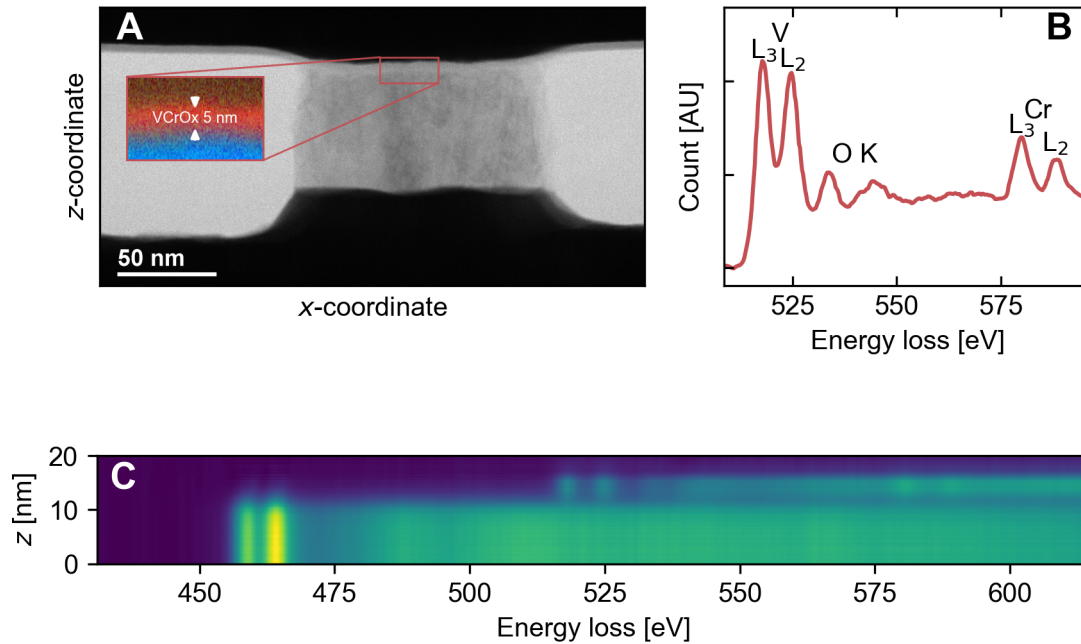 A
VCrOx 5 nm
50 nm
z-coordinate
x-coordinate
B
V
L3 L2
O K
Cr
L3 L2
Count [AU]
525 550 575
Energy loss [eV]
C
20
10
0
z [nm]
450 475 500 525 550 575 600
Energy loss [eV]